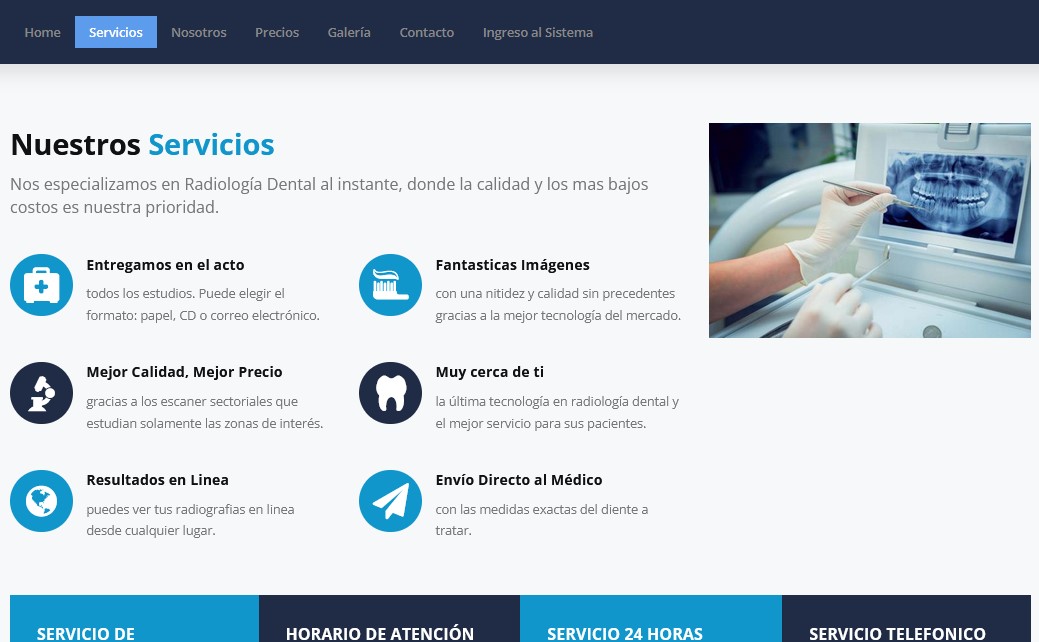 Home Servicios Nosotros Precios Galería Contacto Ingreso al Sistema
Nuestros Servicios
Nos especializamos en Radiología Dental al instante, donde la calidad y los mas bajos
costos es nuestra prioridad.
Entregamos en el acto
todos los estudios. Puede elegir el
formato: papel, CD o correo electrónico.
Fantasticas Imágenes
con una nitidez y calidad sin precedentes
gracias a la mejor tecnología del mercado.
Mejor Calidad, Mejor Precio
gracias a los escaner sectoriales que
estudian solamente las zonas de interés.
Muy cerca de ti
la última tecnología en radiología dental y
el mejor servicio para sus pacientes.
Resultados en Linea
puedes ver tus radiografias en linea
desde cualquier lugar.
Envío Directo al Médico
con las medidas exactas del diente a
tratar.
SERVICIO DE
HORARIO DE ATENCIÓN
SERVICIO 24 HORAS
SERVICIO TELEFONICO